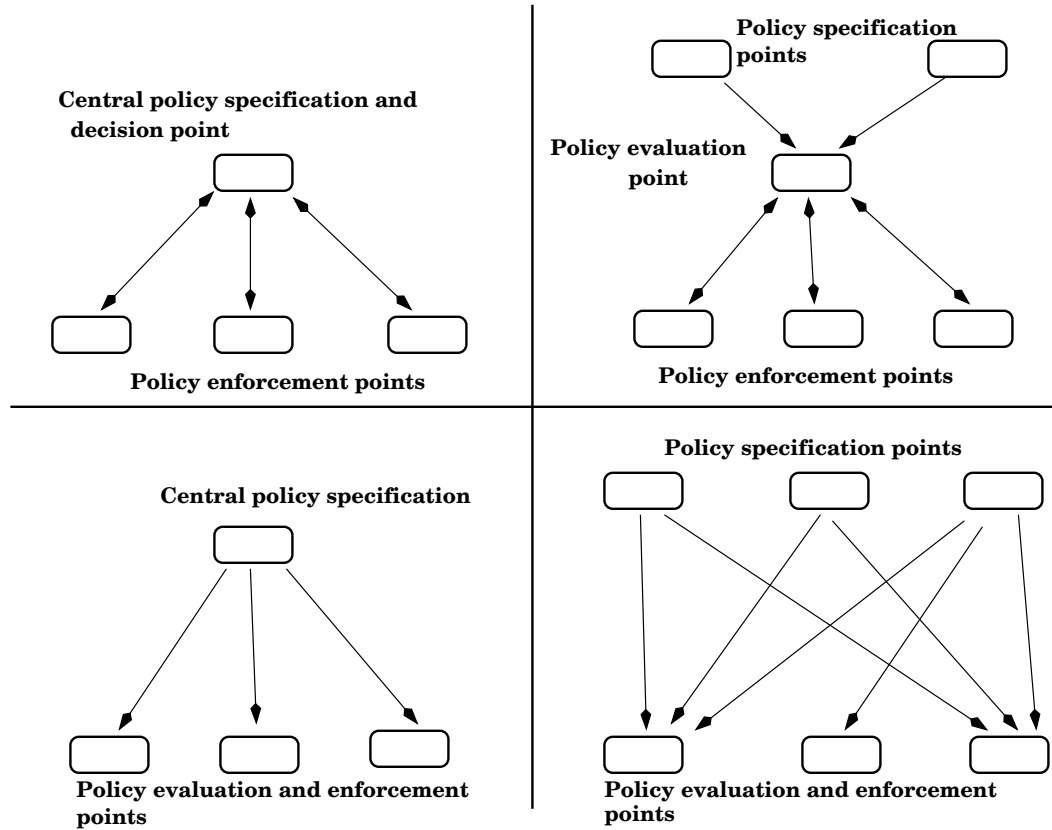 Central policy specification and
decision point
Policy enforcement points
Policy specification
points
Policy evaluation
point
Policy enforcement points
Central policy specification
Policy evaluation and enforcement
points
Policy specification points
Policy evaluation and enforcement
points